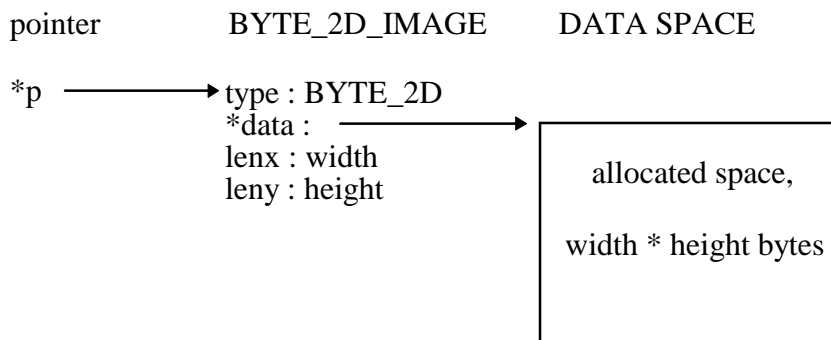 pointer BYTE_2D_IMAGE DATA SPACE
*p type : BYTE_2D
*data :
lenx : width
leny : height
allocated space,
width * height bytes